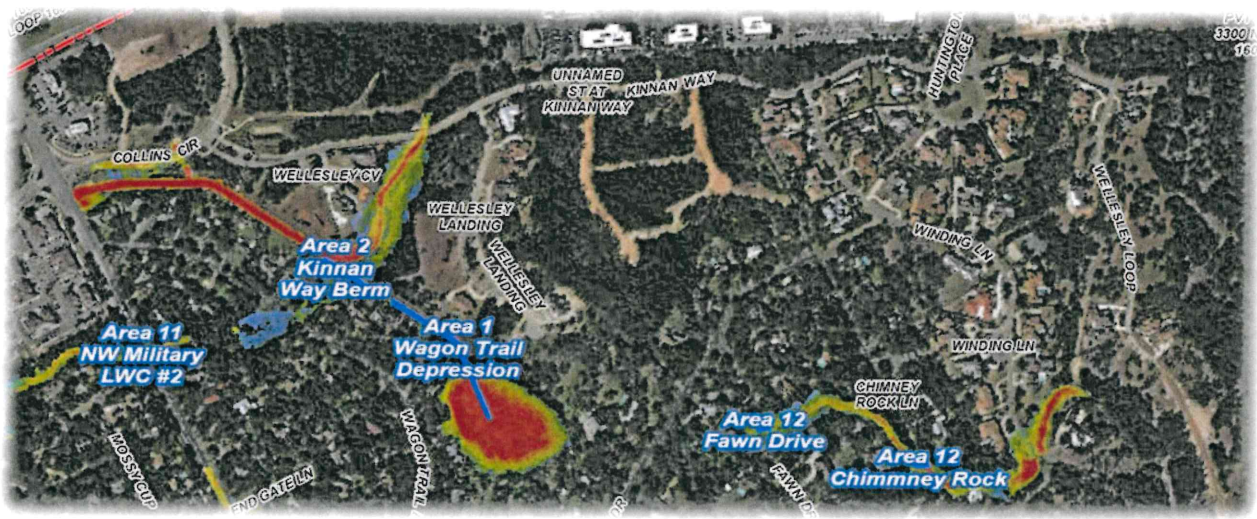 LOOP 16
HUNTINGTON
PLACE
3300
UNNAMED
ST AT
KINNAN WAY
KINNAN WAY
COLLINS CIR
WELLESLEY CV
WELLESLEY
LANDING
WELLESLEY
LANDING
WELLESLEY LOOP
WINDING LN
Area 2
Kinnan
Way Berm
Area 11
NW Military
LWC #2
Area 1
Wagon Trail
Depression
WINDING LN
CHIMNEY
ROCK LN
Area 12
Fawn Drive
Area 12
Chimmney Rock
MOSSY CUP
END GATE LN
WAGON TRAIL
FAWN DR
OR